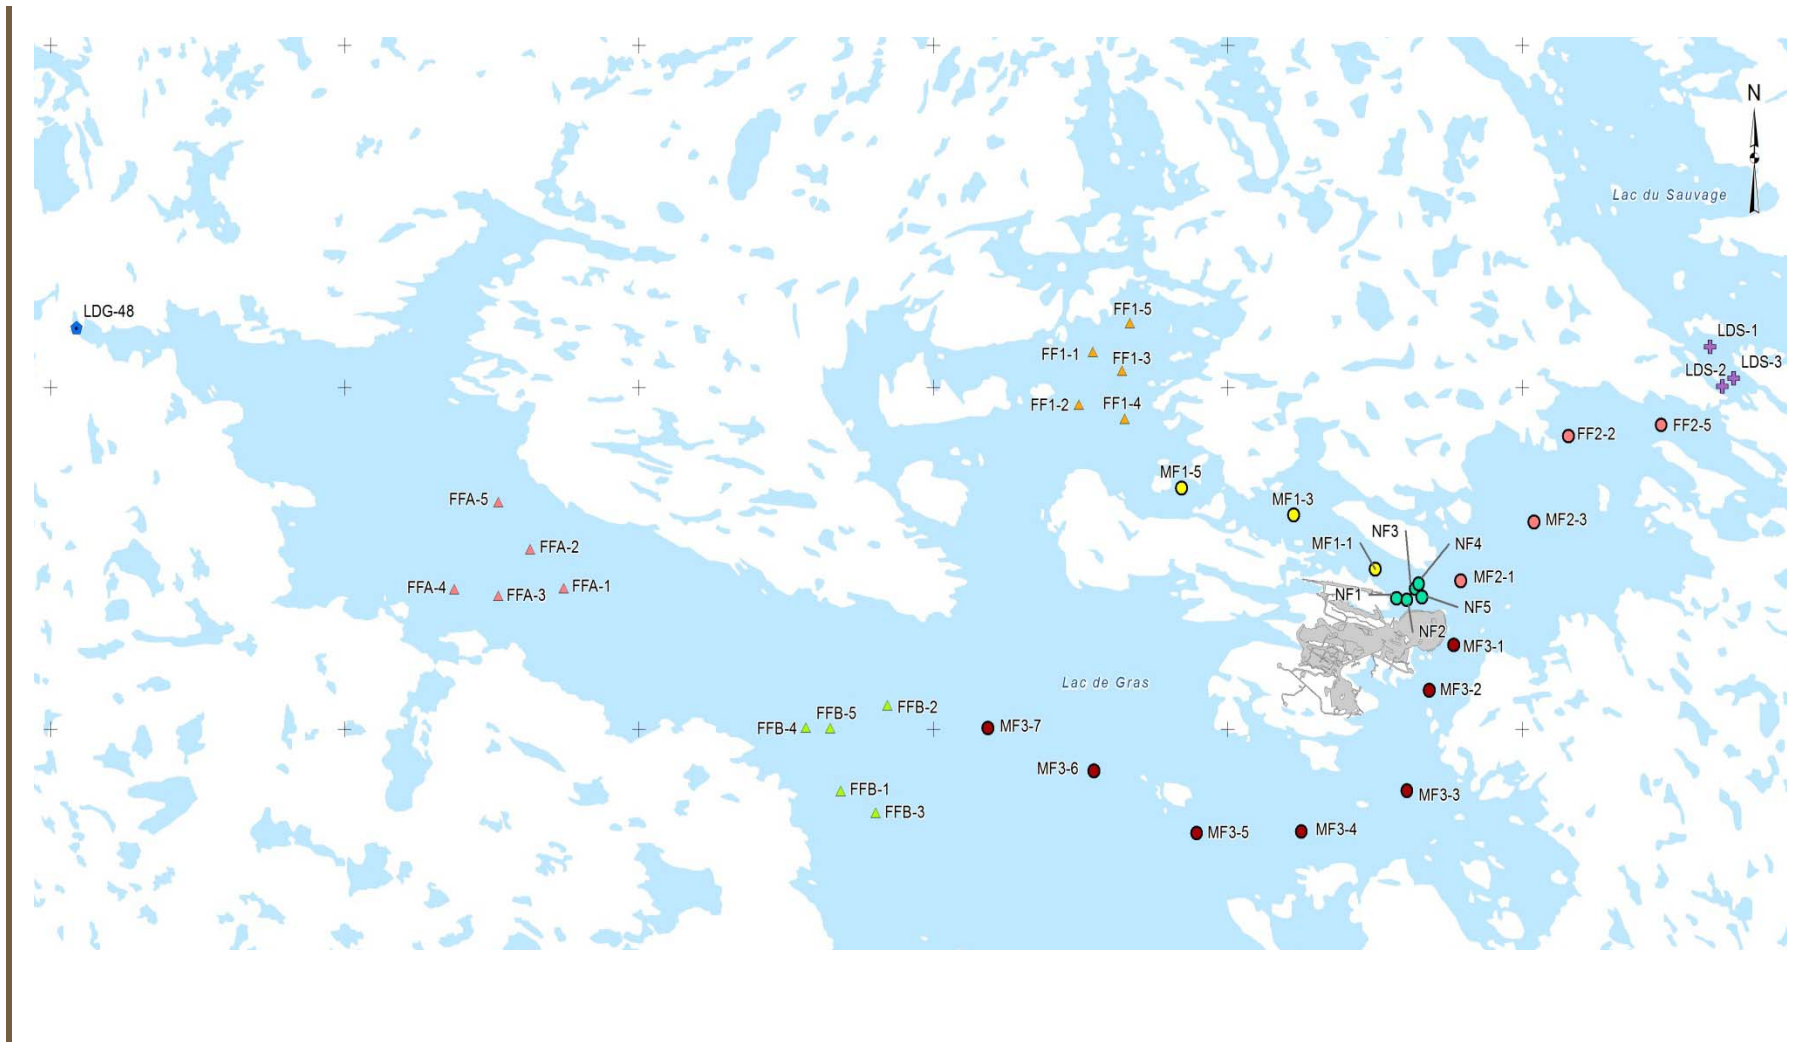 N
Lac du Sauvage
LDG-48
FF1-5
LDS-1
FF1-1
FF1-3
LDS-3
LDS-2
FF1-2
FF1-4
FF2-5
FF2-2
MF1-5
FFA-5
MF1-3
MF2-3
NF3
MF1-1
NF4
FFA-2
MF2-1
FFA-4
FFA-1
FFA-3
NF1
NF5
NF2
MF3-1
Lac de Gras
MF3-2
FFB-2
FFB-5
FFB-4
MF3-7
MF3-6
FFB-1
MF3-3
FFB-3
MF3-5
MF3-4